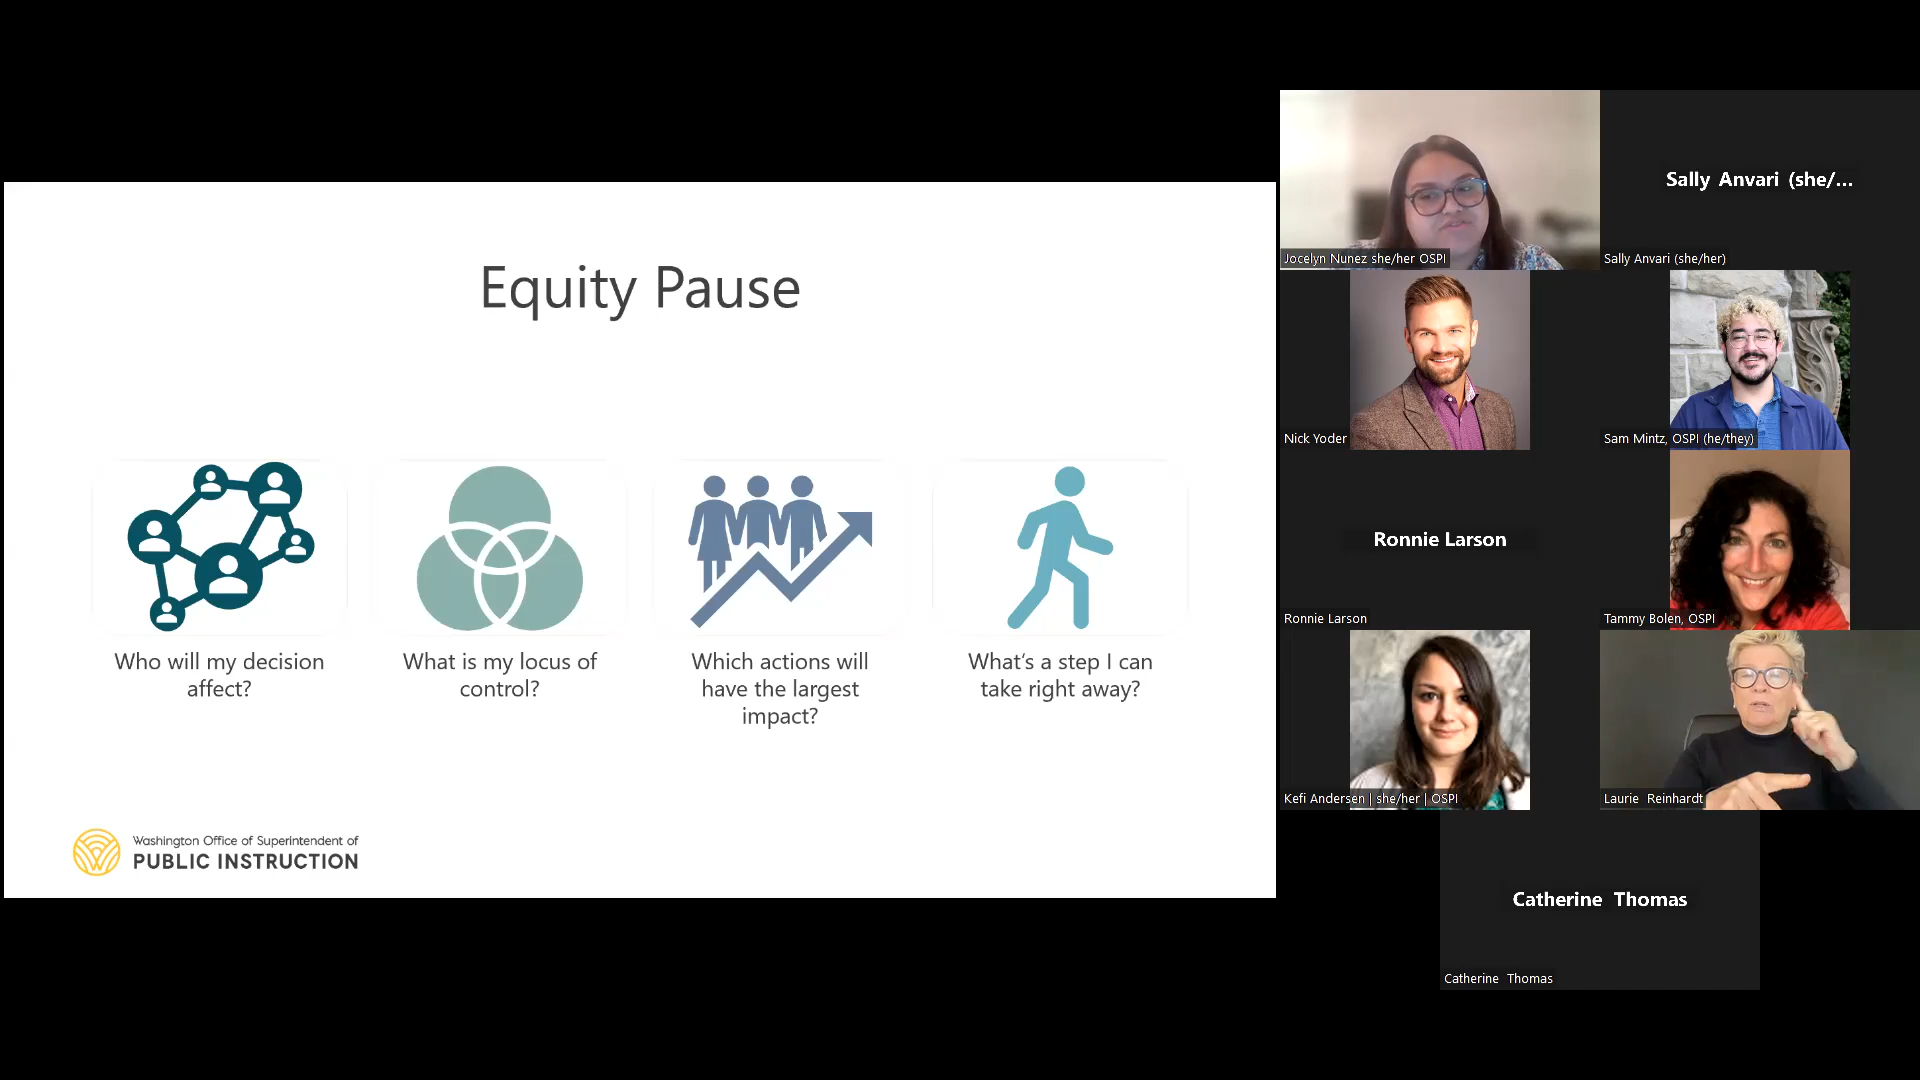 Equity Pause
Who will my decision
affect?
What is my locus of
control?
Which actions will
have the largest
impact?
What's a step I can
take right away?
Washington Office of Superintendent of
PUBLIC INSTRUCTION
Jocelyn Nunez she/her OSPI
Sally Anvari (she/...
Sally Anvari (she/her)
Nick Yoder
Sam Mintz, OSPI (he/they)
Ronnie Larson
Ronnie Larson
Tammy Bolen, OSPI
Kefi Andersen | she/her | OSPI
Laurie Reinhardt
Catherine Thomas
Catherine Thomas